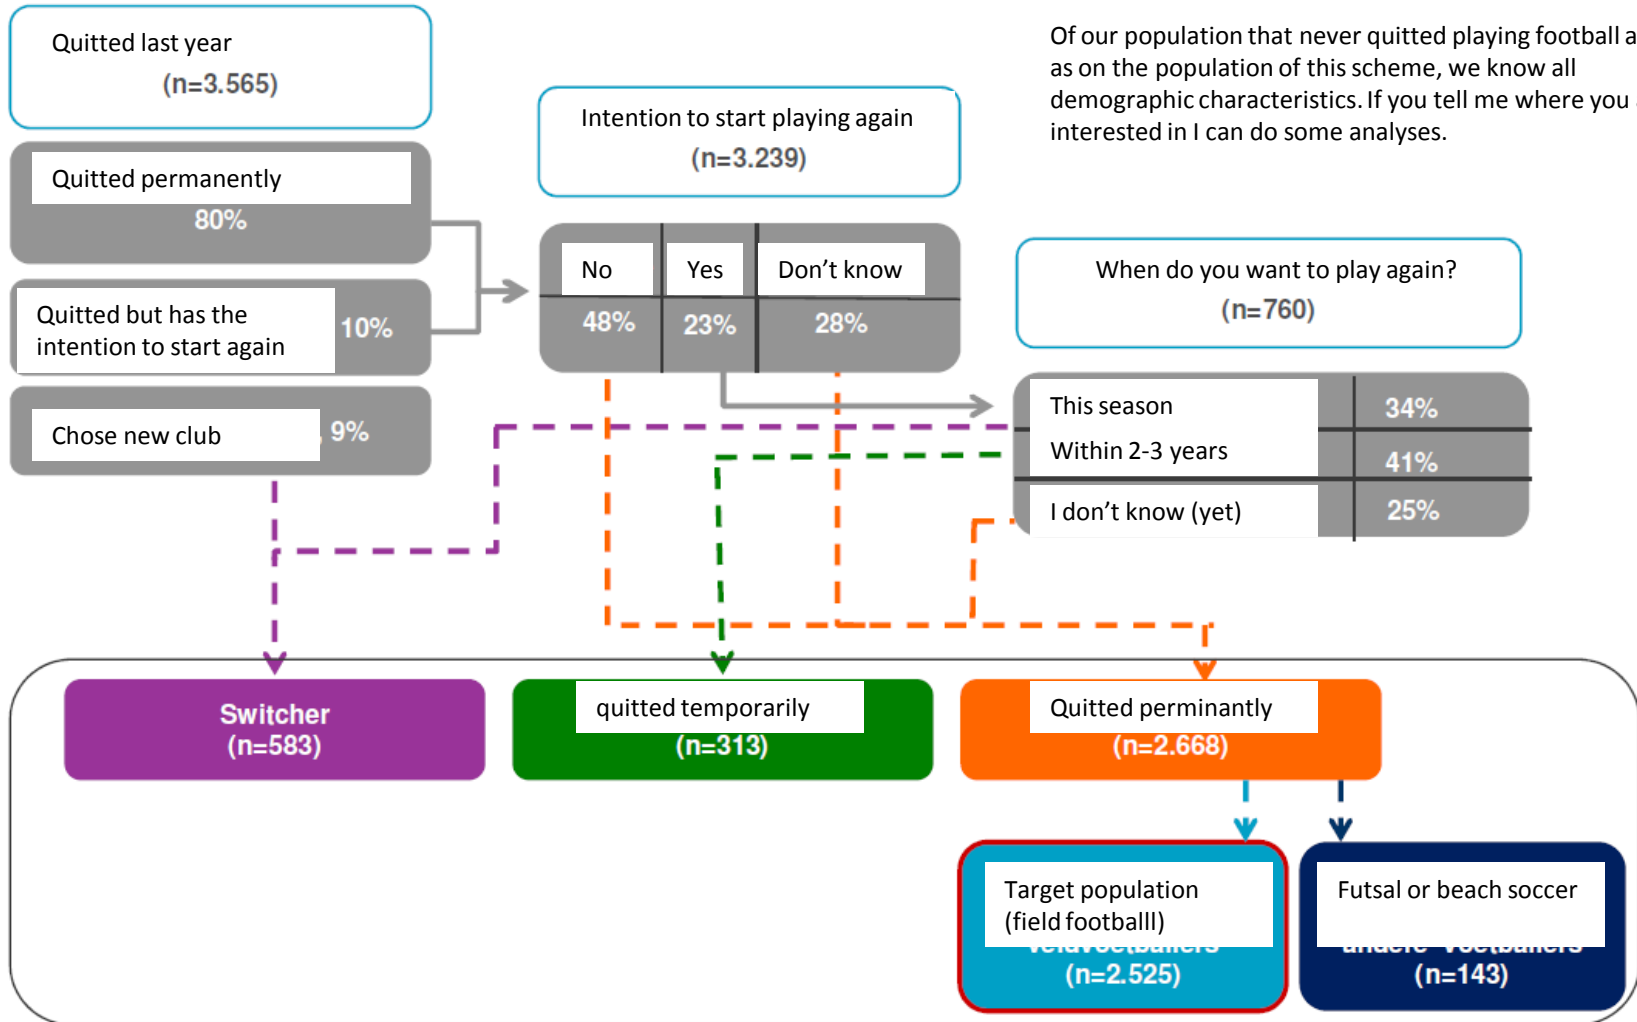 Quitted last year
(n=3.565)
Quitted permanently
80%
Quitted but has the
intention to start again
10%
Chose new club
9%
Intention to start playing again
(n=3.239)
No Yes Don't know
48% 23% 28%
Of our population that never quitted playing football a
as on the population of this scheme, we know all
demographic characteristics. If you tell me where you
interested in I can do some analyses.
When do you want to play again?
(n=760)
This season 34%
Within 2-3 years 41%
I don't know (yet) 25%
Switcher
(n=583)
quitted temporarily
(n=313)
Quitted perminantly
(n=2.668)
Target population
(field footballl)
(n=2.525)
Futsal or beach soccer
(n=143)